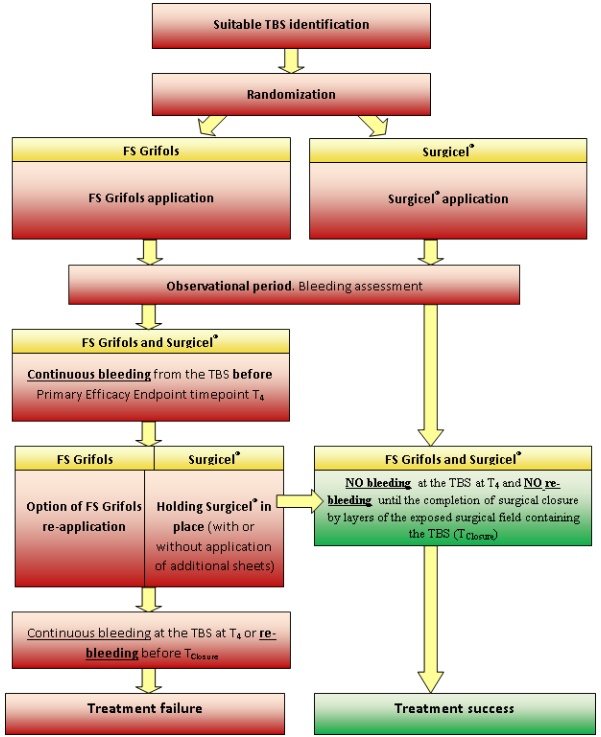 Suitable TBS identification
Randomization
FS Grifols
FS Grifols application
Surgicel®
Surgicel® application
Observational period. Bleeding assessment
FS Grifols and Surgicel®
Continuous bleeding from the TBS before
Primary Efficacy Endpoint timepoint T4
FS Grifols
Option of FS Grifols
re-application
Surgicel®
Holding Surgicel® in
place (with or
without application
of additional sheets)
FS Grifols and Surgicel®
NO bleeding at the TBS at T4 and NO re-
bleeding until the completion of surgical closure
by layers of the exposed surgical field containing
the TBS (TClosure)
Continuous bleeding at the TBS at T4 or re-
bleeding before TClosure
Treatment failure
Treatment success